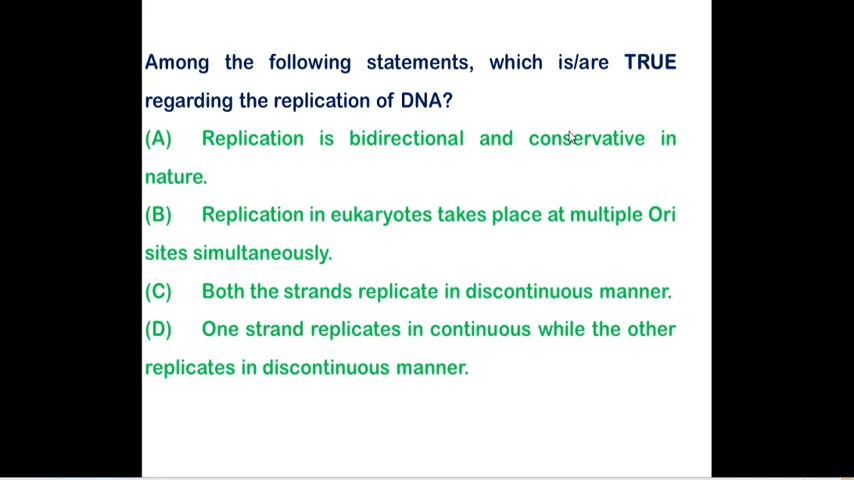 Among the following statements, which is/are TRUE
regarding the replication of DNA?
(A) Replication is bidirectional and conservative in
nature.
(B) Replication in eukaryotes takes place at multiple Ori
sites simultaneously.
(C) Both the strands replicate in discontinuous manner.
(D) One strand replicates in continuous while the other
replicates in discontinuous manner.